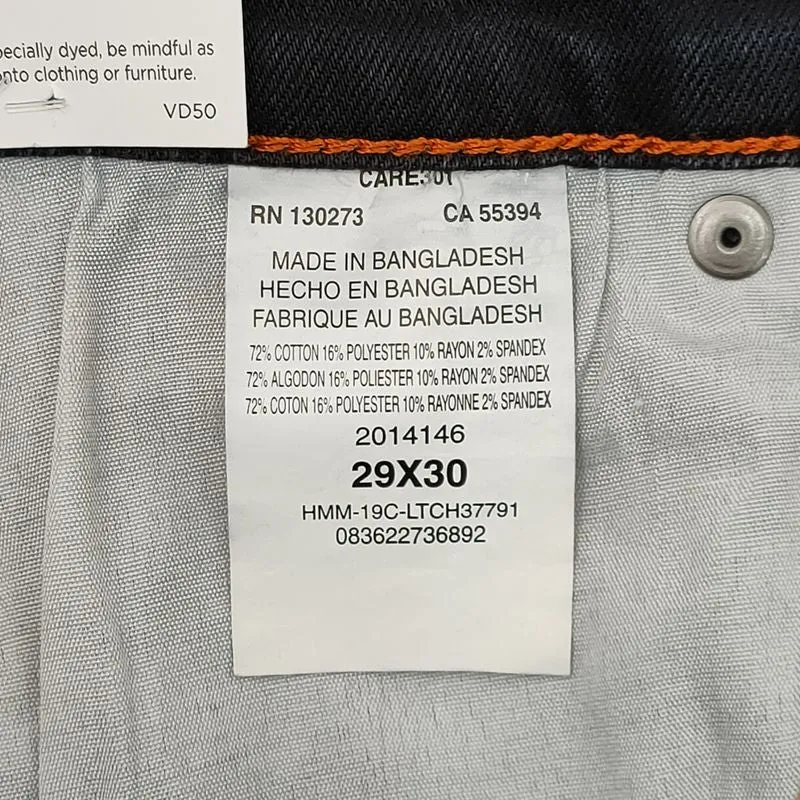 pecially dyed, be mindful as
onto clothing or furniture.
VD50
CARE301
RN 130273 CA 55394
MADE IN BANGLADESH
HECHO EN BANGLADESH
FABRIQUE AU BANGLADESH
72% COTTON 16% POLYESTER 10% RAYON 2% SPANDEX
72% ALGODON 16% POLIESTER 10% RAYON 2% SPANDEX
72% COTON 16% POLYESTER 10% RAYONNE 2% SPANDEX
2014146
29X30
HMM-19C-LTCH37791
083622736892